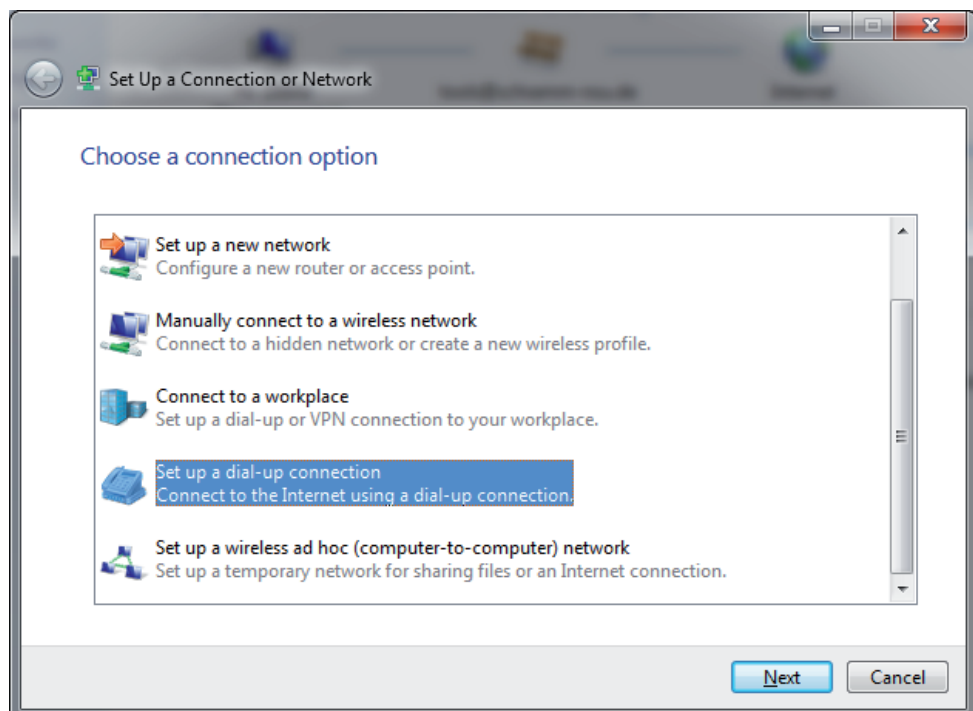 Set Up a Connection or Network
Choose a connection option
Set up a new network
Configure a new router or access point.
Manually connect to a wireless network
Connect to a hidden network or create a new wireless profile.
Connect to a workplace
Set up a dial-up or VPN connection to your workplace.
Set up a dial-up connection
Connect to the Internet using a dial-up connection.
Set up a wireless ad hoc (computer-to-computer) network
Set up a temporary network for sharing files or an Internet connection.
Next
Cancel